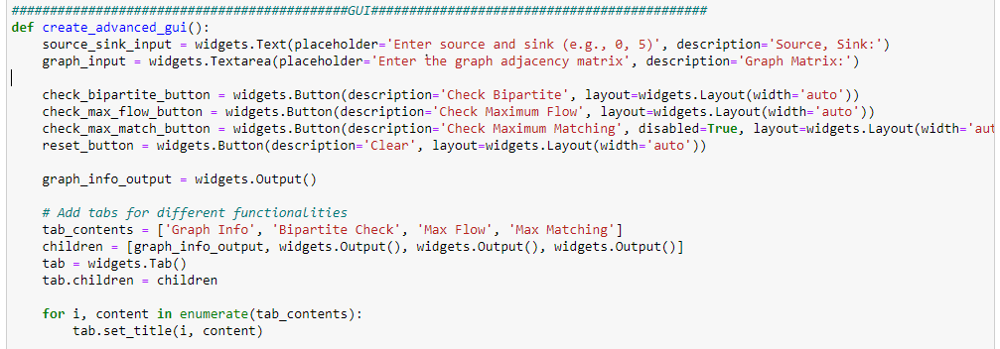 ############################################GUI############################################
def create_advanced_gui():
    source_sink_input = widgets.Text(placeholder='Enter source and sink (e.g., 0, 5)', description='Source, Sink:')
    graph_input = widgets.Textarea(placeholder='Enter the graph adjacency matrix', description='Graph Matrix:')
    check_bipartite_button = widgets.Button(description='Check Bipartite', layout=widgets.Layout(width='auto'))
    check_max_flow_button = widgets.Button(description='Check Maximum Flow', layout=widgets.Layout(width='auto'))
    check_max_match_button = widgets.Button(description='Check Maximum Matching', disabled=True, layout=widgets.Layout(width='aut
    reset_button = widgets.Button(description='Clear', layout=widgets.Layout(width='auto'))
    graph_info_output = widgets.Output()
    # Add tabs for different functionalities
    tab_contents = ['Graph Info', 'Bipartite Check', 'Max Flow', 'Max Matching']
    children = [graph_info_output, widgets.Output(), widgets.Output(), widgets.Output()]
    tab = widgets.Tab()
    tab.children = children
    for i, content in enumerate(tab_contents):
        tab.set_title(i, content)